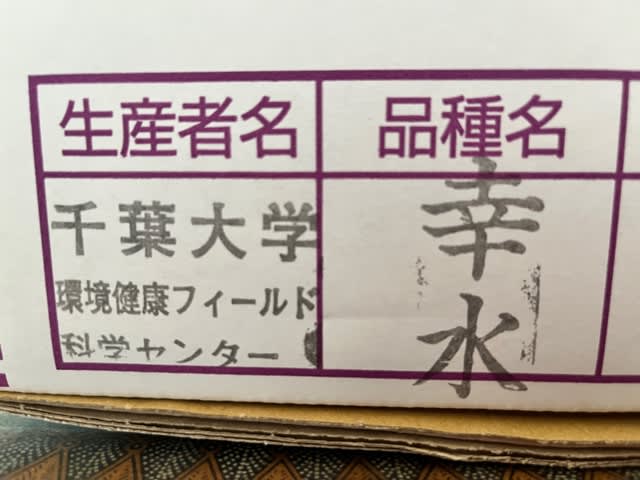 生産者名
品種名
千葉大学
環境健康フィールド
科学センター
幸水